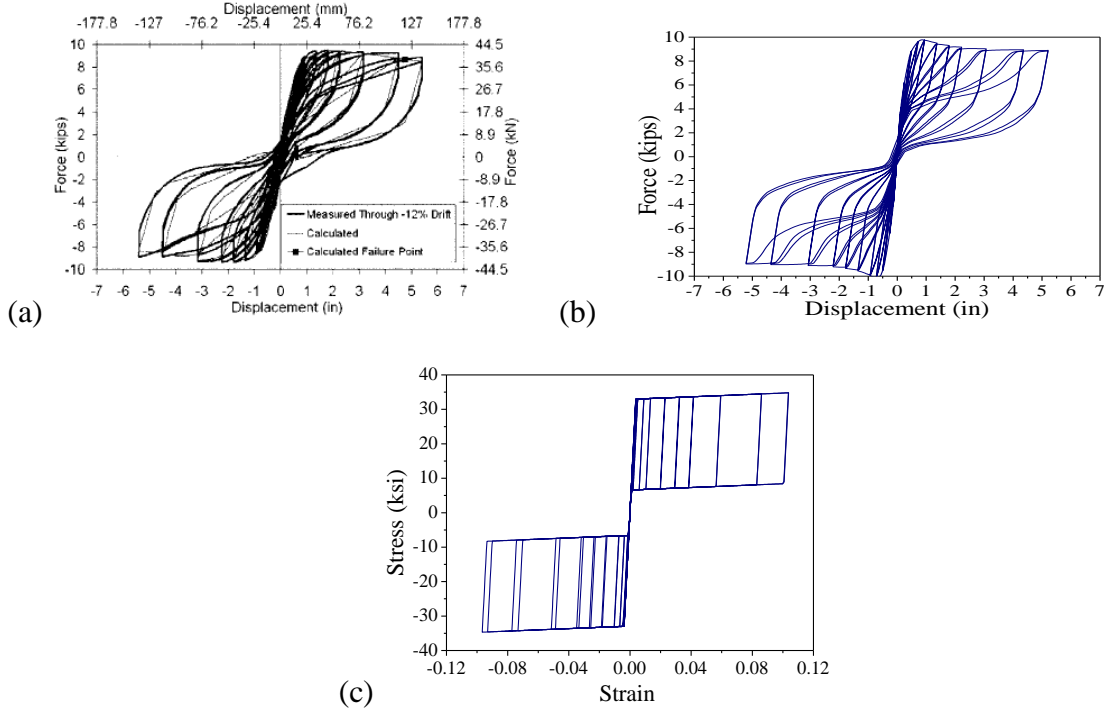 Displacement (mm)
-177.8 -127 -76.2 -25.4 25.4 76.2 127 177.8
10 44.5
8 35.6
6 26.7
4 17.8
2 8.9
0 0
-2 -8.9
-4 -17.8
-6 -26.7
-8 -35.6
-10 -44.5
Force (kips)
Force (kN)
Measured Through -12% Drift
Calculated
Calculated Failure Point
-7 -6 -5 -4 -3 -2 -1 0 1 2 3 4 5 6 7
Displacement (in)
(a)
10
8
6
4
2
0
-2
-4
-6
-8
-10
Force (kips)
-7 -6 -5 -4 -3 -2 -1 0 1 2 3 4 5 6 7
Displacement (in)
(b)
40
30
20
10
0
-10
-20
-30
-40
Stress (ksi)
-0.12 -0.08 -0.04 0.00 0.04 0.08 0.12
Strain
(c)